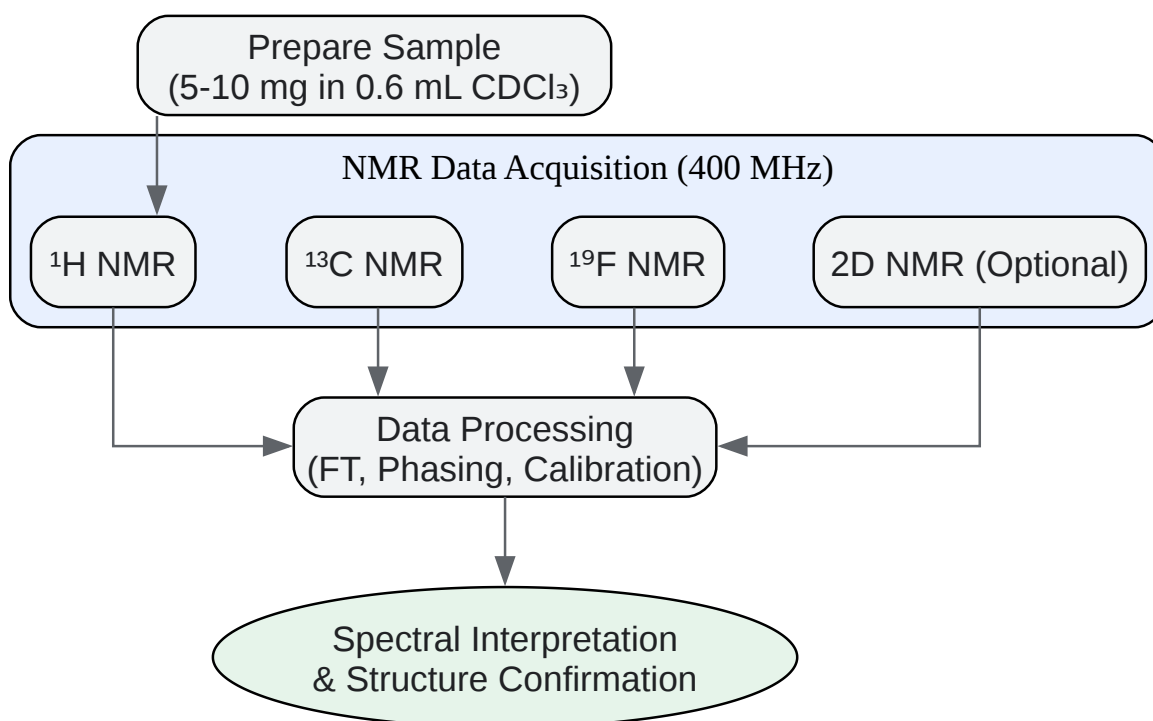 Prepare Sample
(5-10 mg in 0.6 mL CDCl₃)
NMR Data Acquisition (400 MHz)
¹H NMR
¹³C NMR
¹⁹F NMR
2D NMR (Optional)
Data Processing
(FT, Phasing, Calibration)
Spectral Interpretation
& Structure Confirmation